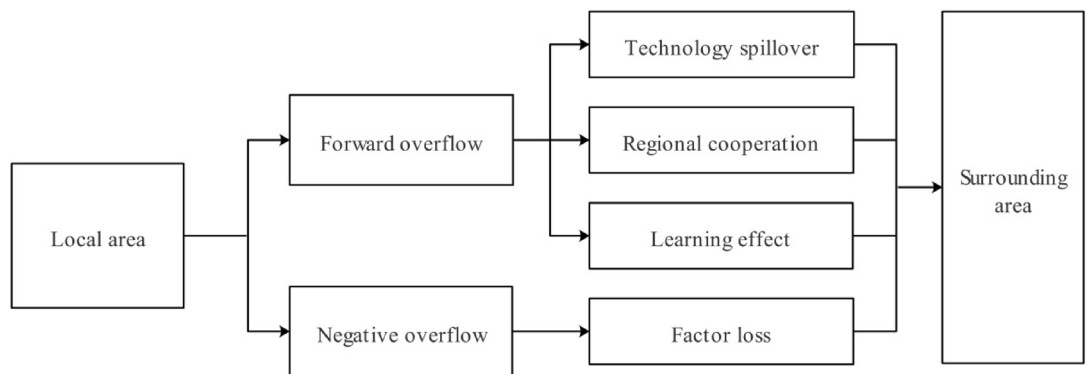 Local area
Forward overflow
Negative overflow
Technology spillover
Regional cooperation
Learning effect
Factor loss
Surrounding
area